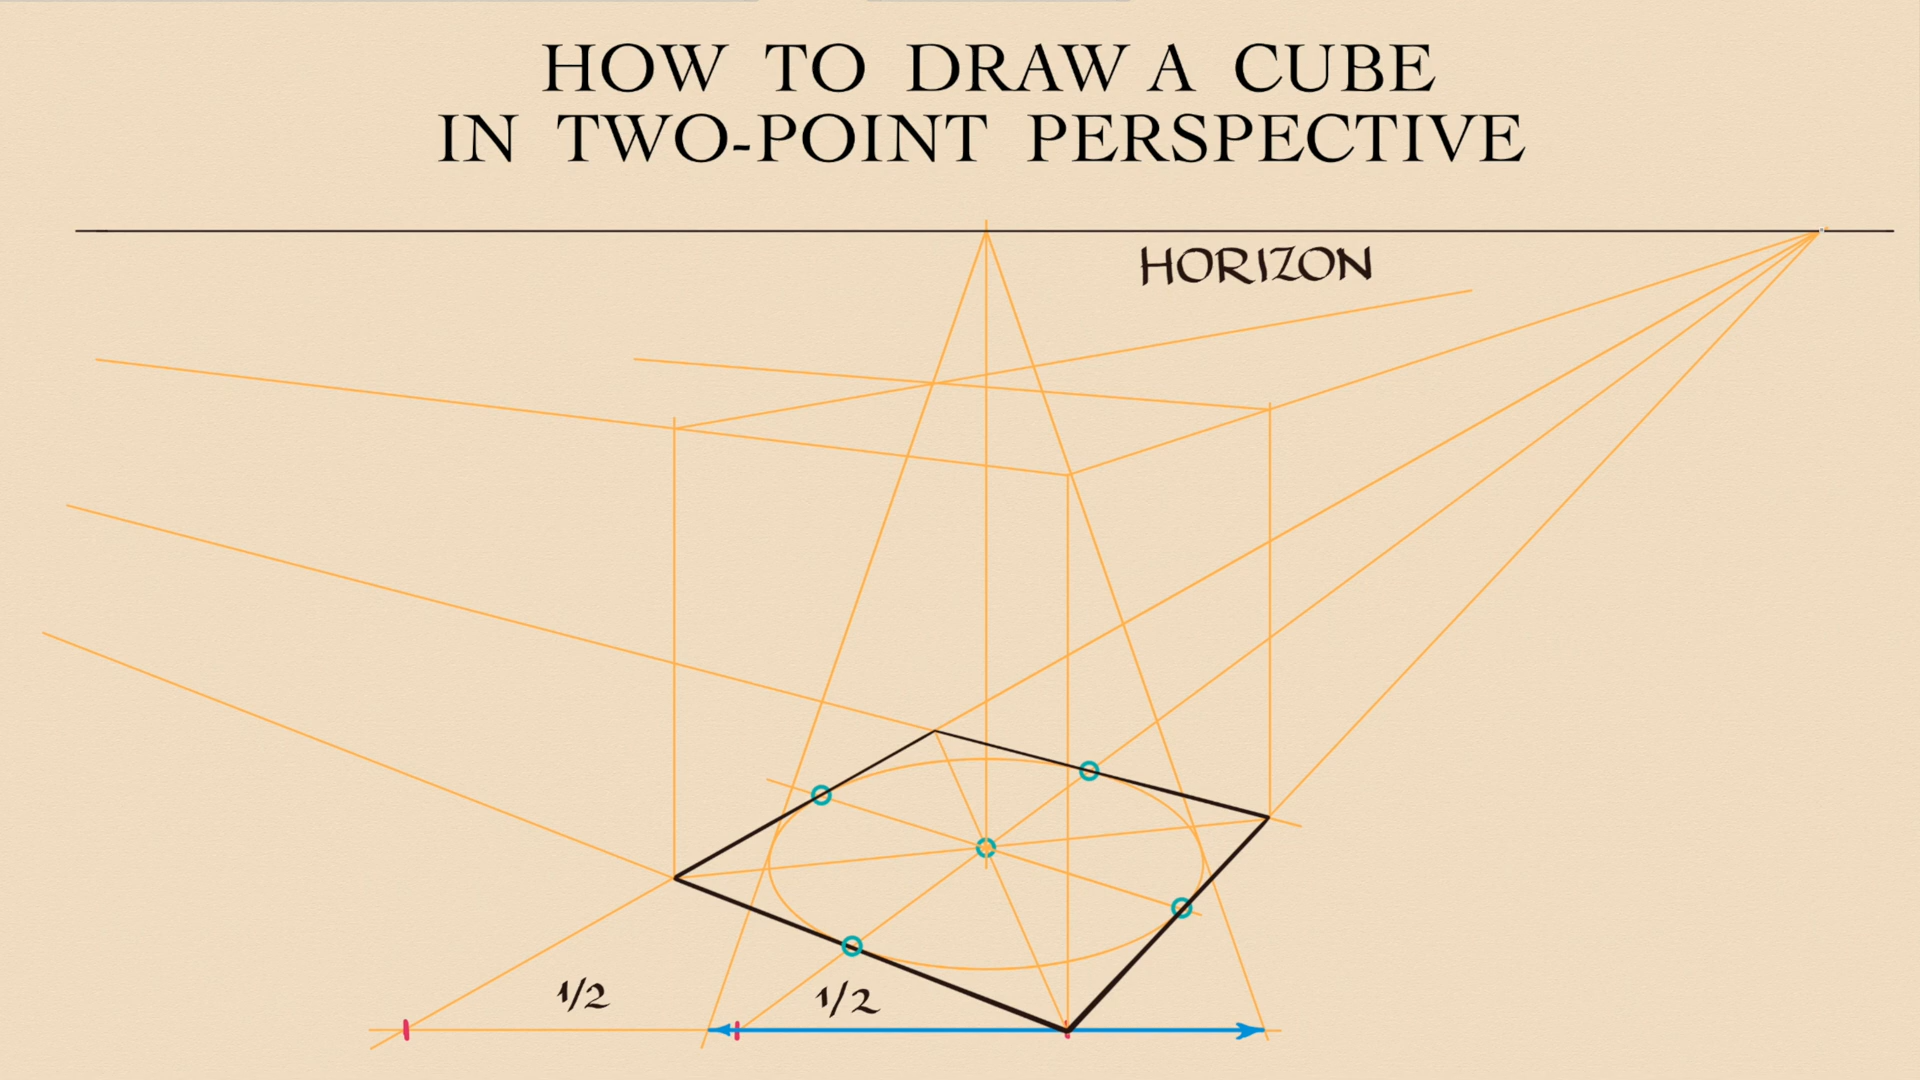 HOW TO DRAW A CUBE
IN TWO-POINT PERSPECTIVE
HORIZON
1/2
1/2